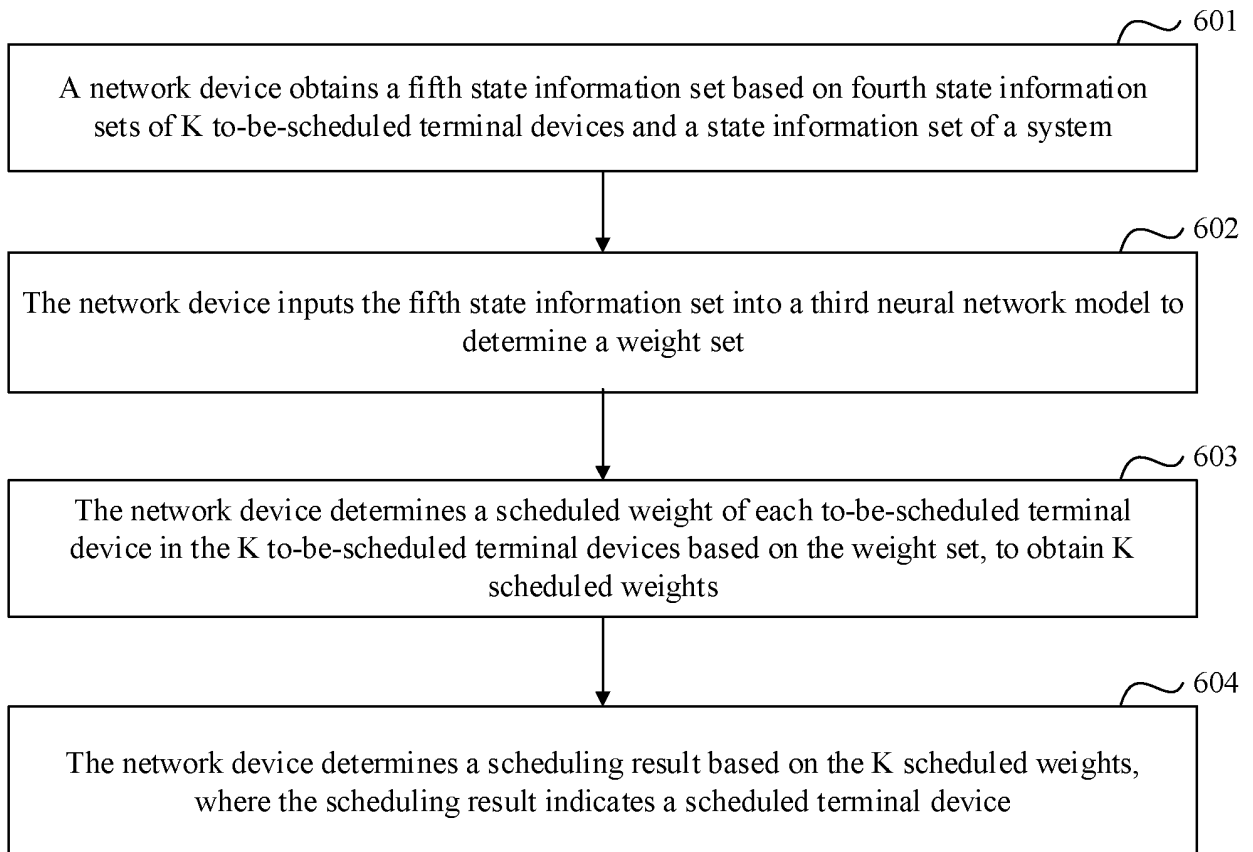 601
A network device obtains a fifth state information set based on fourth state information
sets of K to-be-scheduled terminal devices and a state information set of a system
602
The network device inputs the fifth state information set into a third neural network model to
determine a weight set
603
The network device determines a scheduled weight of each to-be-scheduled terminal
device in the K to-be-scheduled terminal devices based on the weight set, to obtain K
scheduled weights
604
The network device determines a scheduling result based on the K scheduled weights,
where the scheduling result indicates a scheduled terminal device